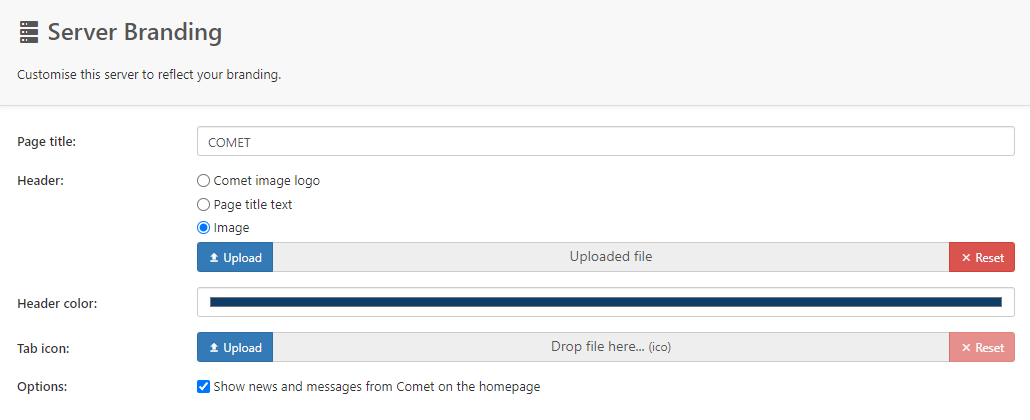 Server Branding
Customise this server to reflect your branding.
Page title: COMET
Header: Comet image logo
Page title text
Image
Upload Uploaded file Reset
Header color:
Tab icon: Upload Drop file here... (ico) Reset
Options: Show news and messages from Comet on the homepage